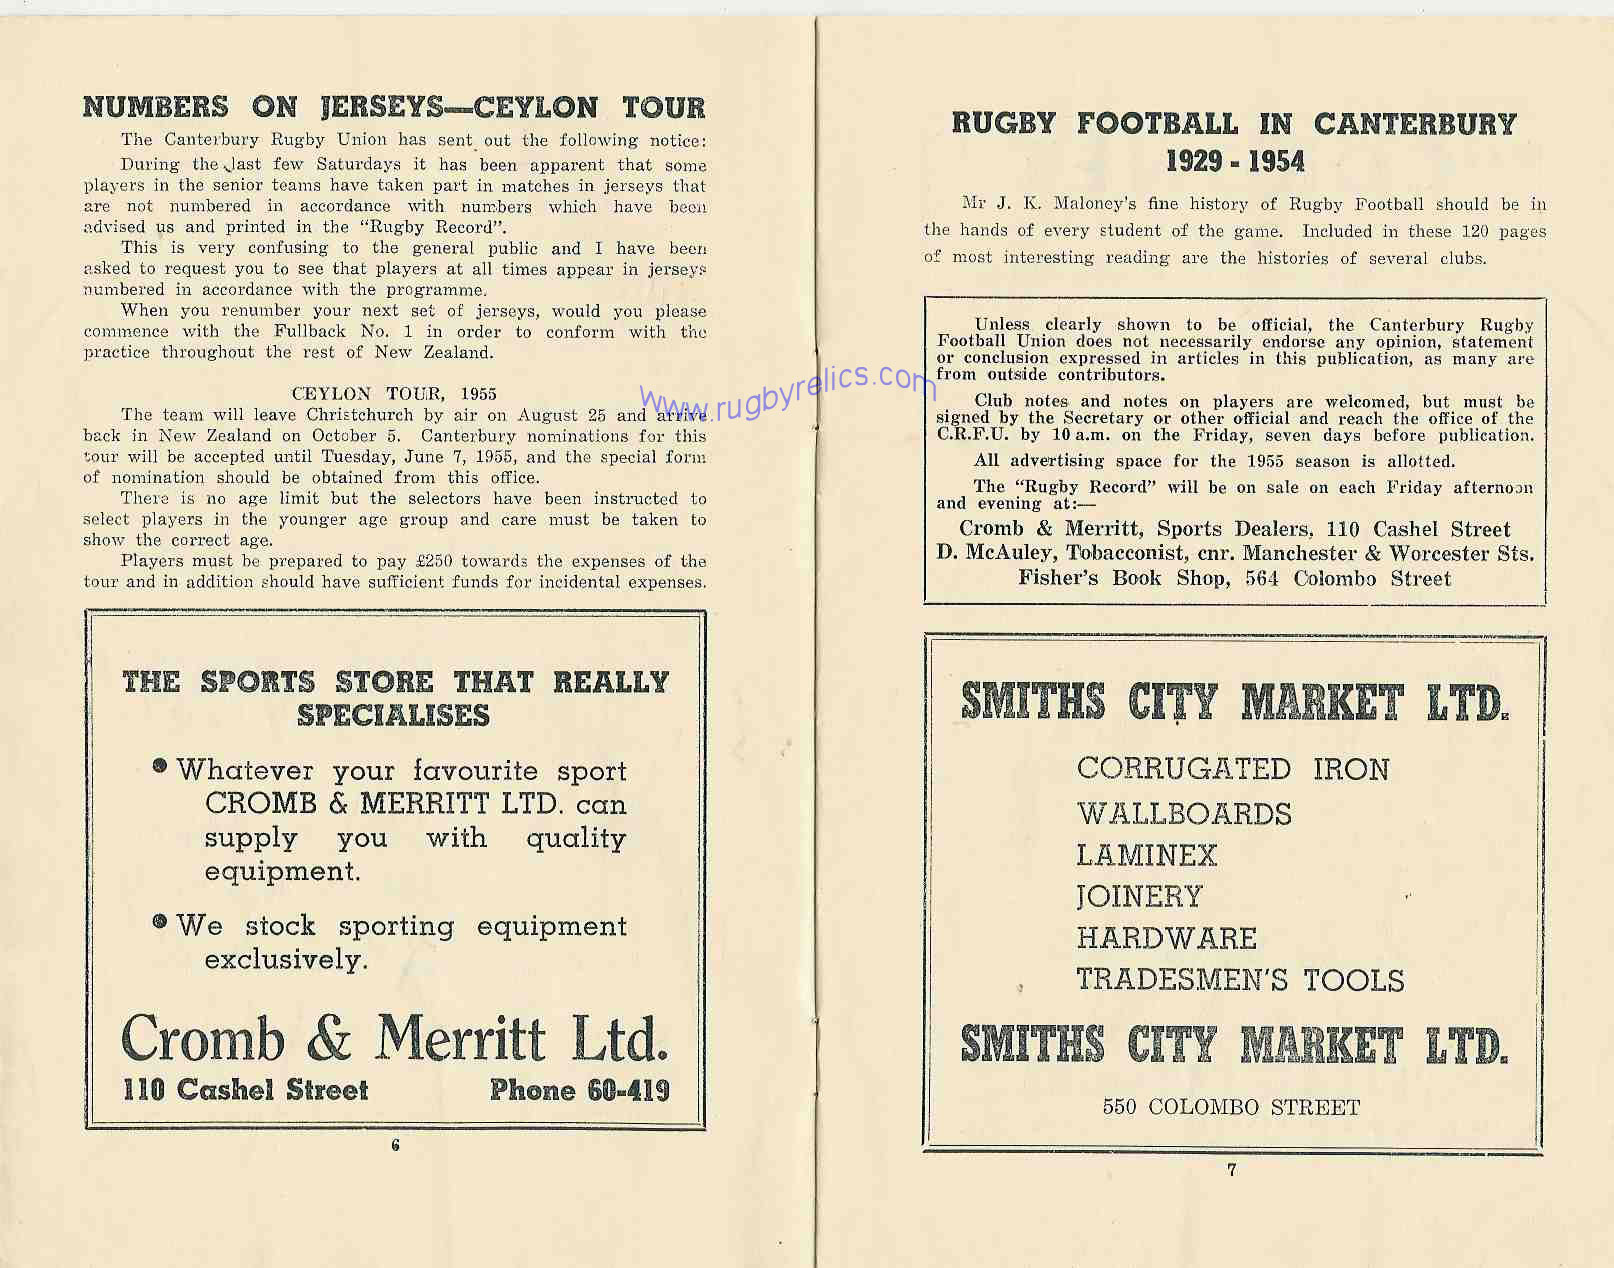 NUMBERS ON JERSEYS—CEYLON TOUR
The Canterbury Rugby Union has sent out the following notice:
During the last few Saturdays it has been apparent that some
players in the senior teams have taken part in matches in jerseys that
are not numbered in accordance with numbers which have been
advised us and printed in the "Rugby Record".
This is very confusing to the general public and I have been
asked to request you to see that players at all times appear in jerseys
numbered in accordance with the programme.
When you renumber your next set of jerseys, would you please
commence with the Fullback No. 1 in order to conform with the
practice throughout the rest of New Zealand.
CEYLON TOUR, 1955
The team will leave Christchurch by air on August 25 and arrive
back in New Zealand on October 5. Canterbury nominations for this
tour will be accepted until Tuesday, June 7, 1955, and the special form
of nomination should be obtained from this office.
There is no age limit but the selectors have been instructed to
select players in the younger age group and care must be taken to
show the correct age.
Players must be prepared to pay £250 towards the expenses of the
tour and in addition should have sufficient funds for incidental expenses.
THE SPORTS STORE THAT REALLY
SPECIALISES
• Whatever your favourite sport
CROMB & MERRITT LTD. can
supply you with quality
equipment.
• We stock sporting equipment
exclusively.
Cromb & Merritt Ltd.
110 Cashel Street Phone 60-419
6
www.rugbyrelics.com
RUGBY FOOTBALL IN CANTERBURY
1929 - 1954
Mr J. K. Maloney's fine history of Rugby Football should be in
the hands of every student of the game. Included in these 120 pages
of most interesting reading are the histories of several clubs.
Unless clearly shown to be official, the Canterbury Rugby
Football Union does not necessarily endorse any opinion, statement
or conclusion expressed in articles in this publication, as many are
from outside contributors.
Club notes and notes on players are welcomed, but must be
signed by the Secretary or other official and reach the office of the
C.R.F.U. by 10 a.m. on the Friday, seven days before publication.
All advertising space for the 1955 season is allotted.
The "Rugby Record" will be on sale on each Friday afternoon
and evening at:—
Cromb & Merritt, Sports Dealers, 110 Cashel Street
D. McAuley, Tobacconist, cnr. Manchester & Worcester Sts.
Fisher's Book Shop, 564 Colombo Street
SMITHS CITY MARKET LTD.
CORRUGATED IRON
WALLBOARDS
LAMINEX
JOINERY
HARDWARE
TRADESMEN'S TOOLS
SMITHS CITY MARKET LTD.
550 COLOMBO STREET
7